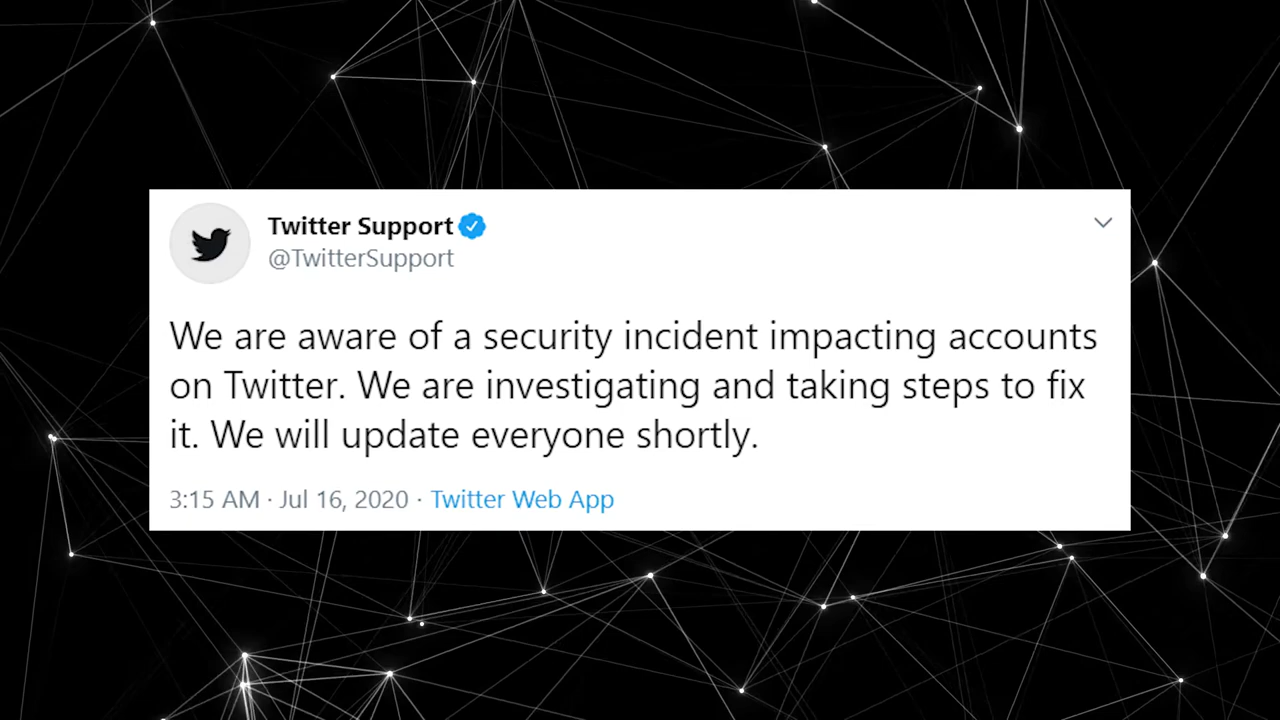 Twitter Support
@TwitterSupport
We are aware of a security incident impacting accounts
on Twitter. We are investigating and taking steps to fix
it. We will update everyone shortly.
3:15 AM · Jul 16, 2020 · Twitter Web App